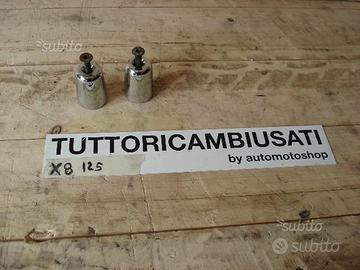 subito
TUTTORICAMBIUSATI
by automotoshop
X8 125
subito